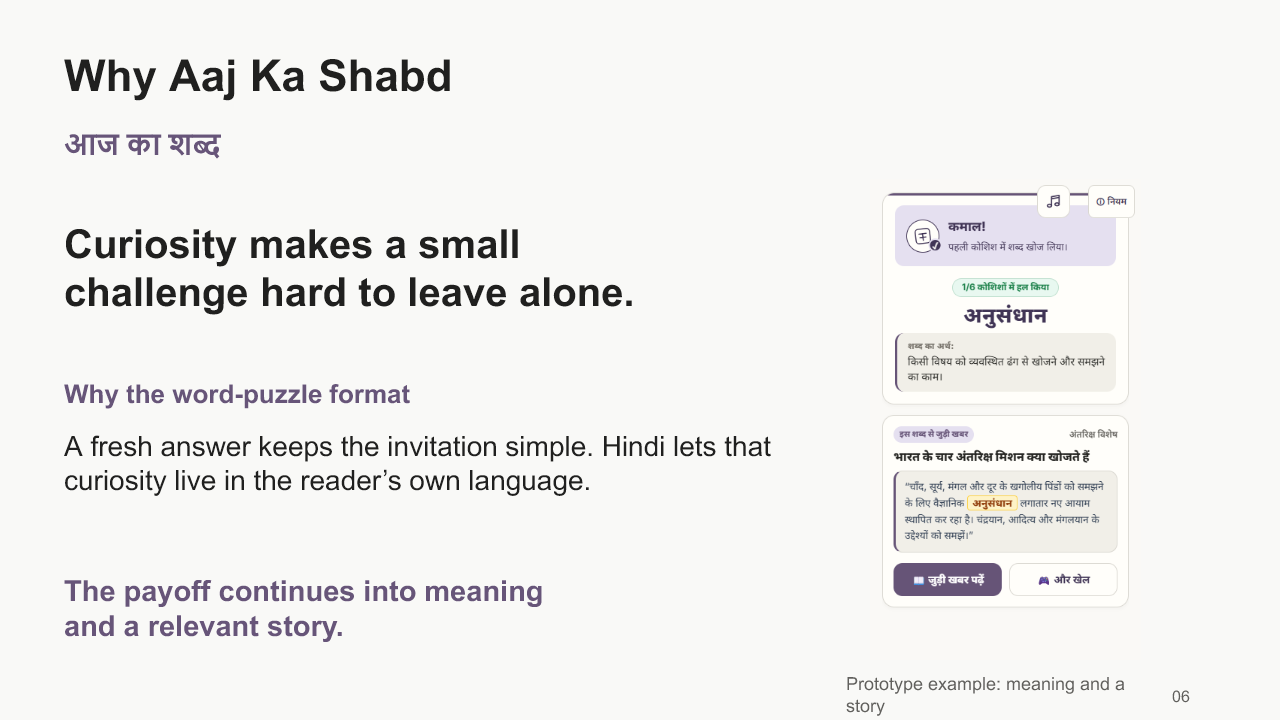 Why Aaj Ka Shabd
आज का शब्द
Curiosity makes a small
challenge hard to leave alone.
Why the word-puzzle format
A fresh answer keeps the invitation simple. Hindi lets that
curiosity live in the reader’s own language.
The payoff continues into meaning
and a relevant story.
नियम
कमाल!
पहली कोशिश में शब्द खोज लिया।
1/6 कोशिशों में हल किया
अनुसंधान
शब्द का अर्थ:
किसी विषय को व्यवस्थित ढंग से खोजने और समझने
का काम।
इस शब्द से जुड़ी खबर
अंतरिक्ष विशेष
भारत के चार अंतरिक्ष मिशन क्या खोजते हैं
“चाँद, सूर्य, मंगल और दूर के खगोलीय पिंडों को समझने
के लिए वैज्ञानिक अनुसंधान लगातार नए आयाम
स्थापित कर रहा है। चंद्रयान, आदित्य और मंगलयान के
उद्देश्यों को समझें।”
जुड़ी खबर पढ़ें
और खेल
Prototype example: meaning and a
story
06